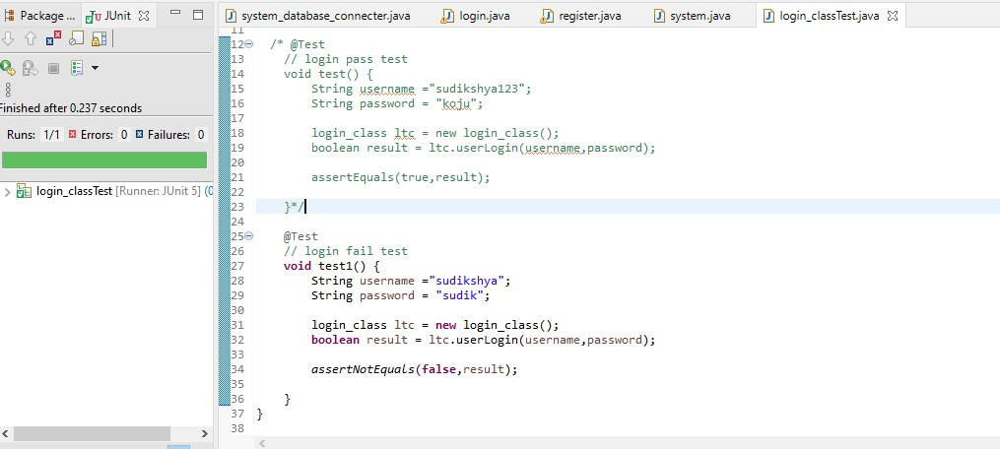 Package ... JUnit
Finished after 0.237 seconds
Runs: 1/1 Errors: 0 Failures: 0
login_classTest [Runner: JUnit 5] (0
system_database_connecter.java login.java register.java system.java login_classTest.java
11
12 /* @Test
13 // login pass test
14 void test() {
15 String username ="sudikshya123";
16 String password = "koju";
17
18 login_class ltc = new login_class();
19 boolean result = ltc.userLogin(username,password);
20
21 assertEquals(true,result);
22
23 }*/
24
25 @Test
26 // login fail test
27 void test1() {
28 String username ="sudikshya";
29 String password = "sudik";
30
31 login_class ltc = new login_class();
32 boolean result = ltc.userLogin(username,password);
33
34 assertNotEquals(false,result);
35
36 }
37 }
38